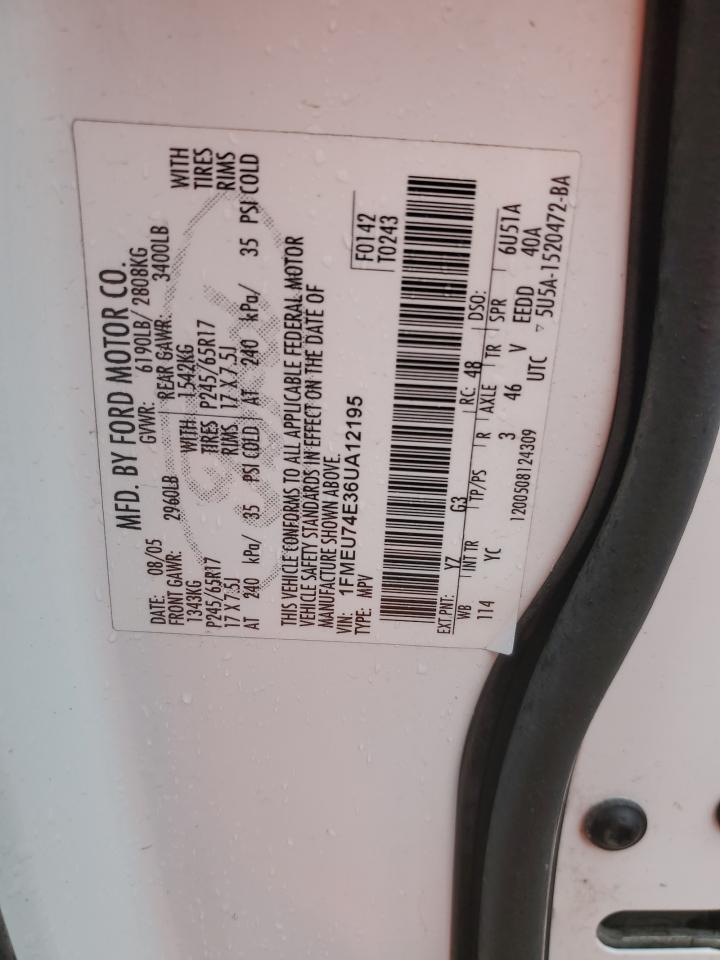 MFD. BY FORD MOTOR CO.
DATE: 08/05 GVWR: 6190LB/ 2808KG
FRONT GAWR: 2960LB REAR GAWR: 3400LB
1343KG WITH 1542KG WITH
P245/65R17 TIRES P245/65R17 TIRES
17 X 7.5J RIMS 17 X 7.5J RIMS
AT 240 kPa/ 35 PSI COLD AT 240 kPa/ 35 PSI COLD
THIS VEHICLE CONFORMS TO ALL APPLICABLE FEDERAL MOTOR
VEHICLE SAFETY STANDARDS IN EFFECT ON THE DATE OF
MANUFACTURE SHOWN ABOVE.
VIN: 1FMEU74E36UA12195 F0142
TYPE: MPV T0243
EXT PNT: YZ G3 RC: 48 DSO:
WB INT TR TP/PS R AXLE TR SPR 6U51A
114 YC 3 46 V EEDD 40A
1200508124309 UTC ▽ 5U5A-1520472-BA